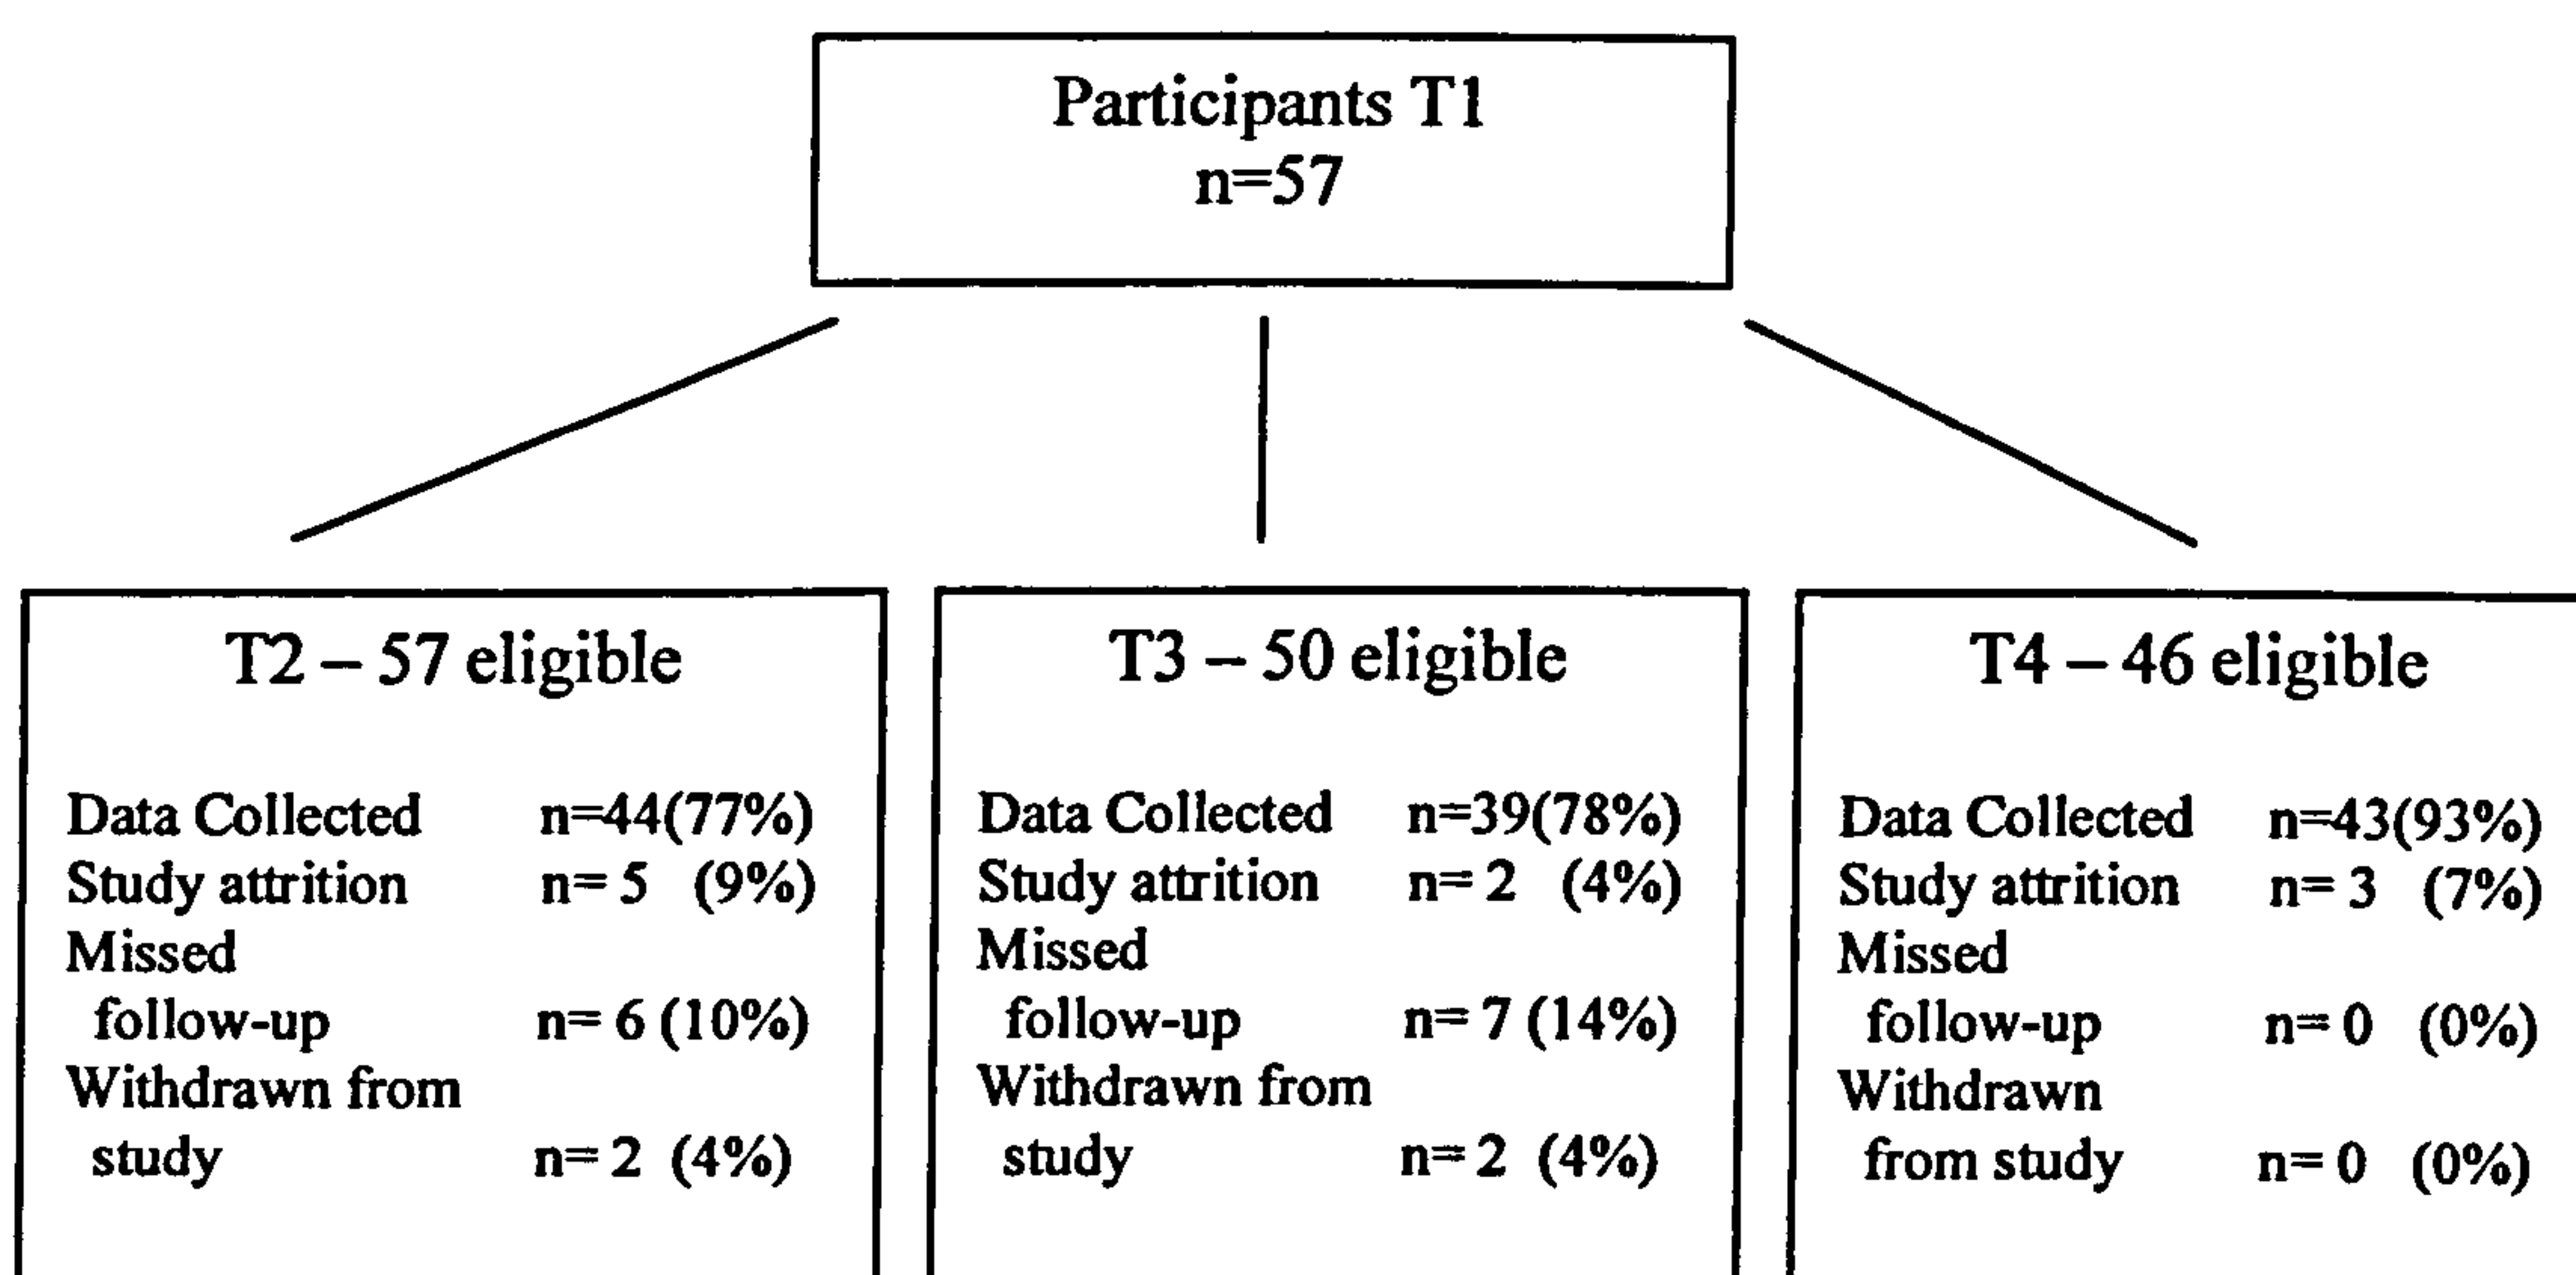 Participants T1
n=57
T2 – 57 eligible
Data Collected n=44(77%)
Study attrition n= 5 (9%)
Missed
follow-up n= 6 (10%)
Withdrawn from
study n= 2 (4%)
T3 – 50 eligible
Data Collected n=39(78%)
Study attrition n= 2 (4%)
Missed
follow-up n= 7 (14%)
Withdrawn from
study n= 2 (4%)
T4 – 46 eligible
Data Collected n=43(93%)
Study attrition n= 3 (7%)
Missed
follow-up n= 0 (0%)
Withdrawn
from study n= 0 (0%)